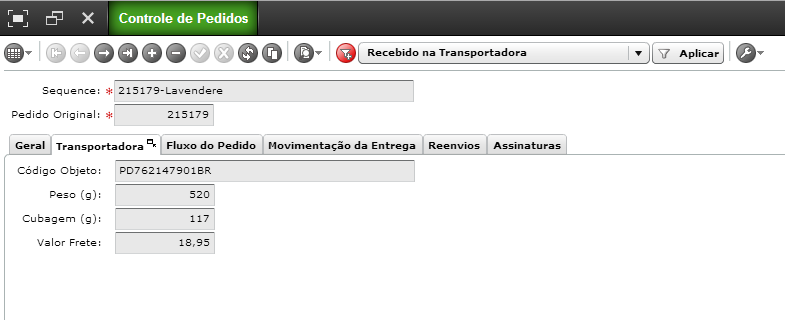 Controle de Pedidos
Recebido na Transportadora Aplicar
Sequence: * 215179-Lavendere
Pedido Original: * 215179
Geral Transportadora Fluxo do Pedido Movimentação da Entrega Reenvios Assinaturas
Código Objeto: PD762147901BR
Peso (g): 520
Cubagem (g): 117
Valor Frete: 18,95